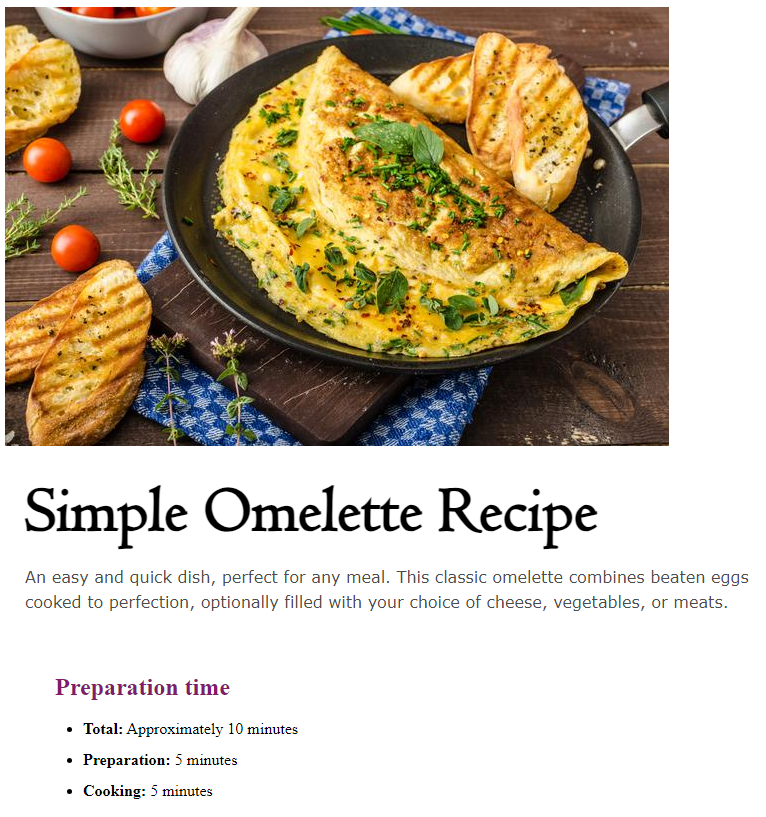 Simple Omelette Recipe
An easy and quick dish, perfect for any meal. This classic omelette combines beaten eggs
cooked to perfection, optionally filled with your choice of cheese, vegetables, or meats.
Preparation time
• Total: Approximately 10 minutes
• Preparation: 5 minutes
• Cooking: 5 minutes